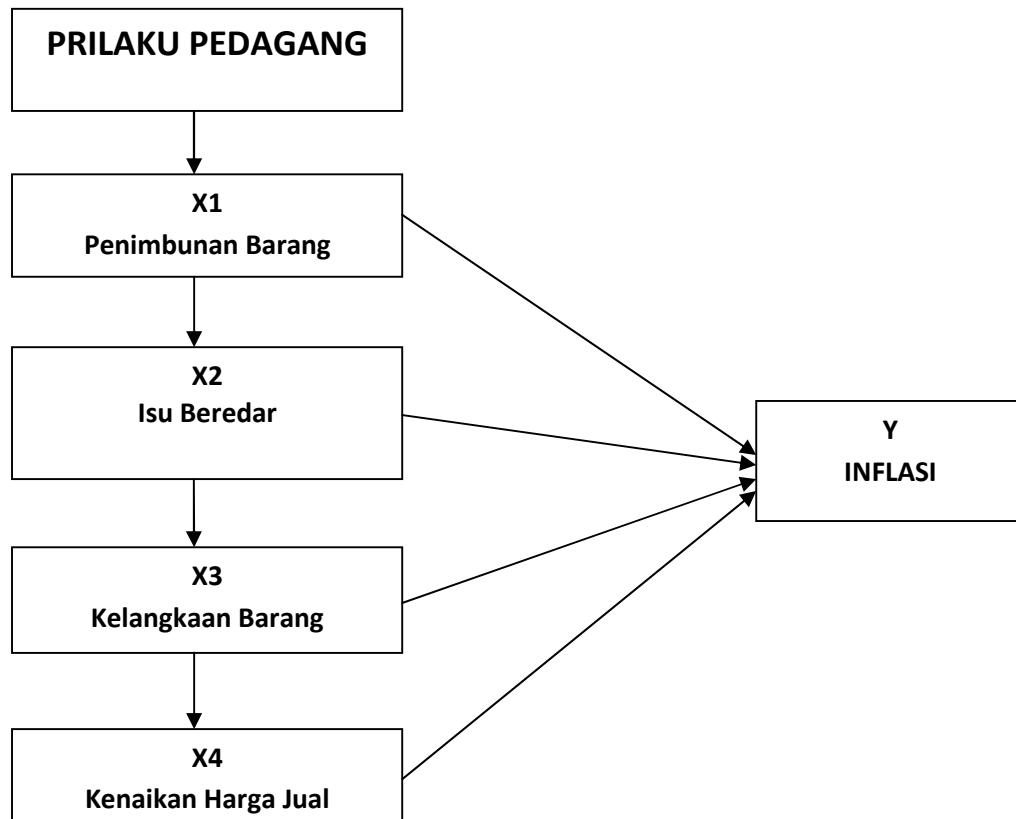 PRILAKU PEDAGANG
X1
Penimbunan Barang
X2
Isu Beredar
X3
Kelangkaan Barang
X4
Kenaikan Harga Jual
Y
INFLASI